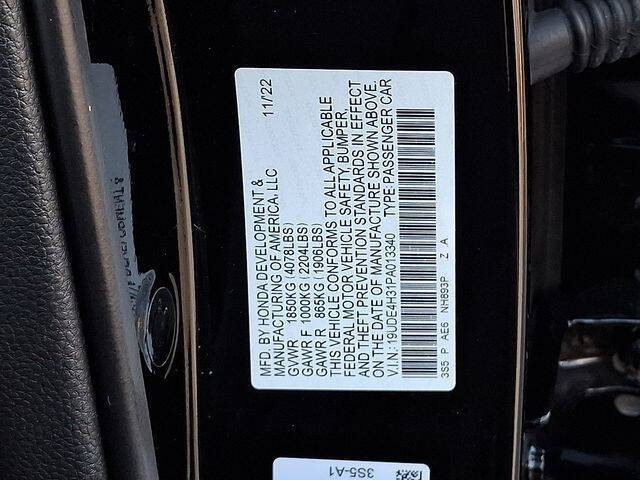 MFD. BY HONDA DEVELOPMENT & 11/22
MANUFACTURING OF AMERICA, LLC
GVWR 1850KG (4078LBS)
GAWR F 1000KG (2204LBS)
GAWR R 865KG (1906LBS)
THIS VEHICLE CONFORMS TO ALL APPLICABLE
FEDERAL MOTOR VEHICLE SAFETY, BUMPER,
AND THEFT PREVENTION STANDARDS IN EFFECT
ON THE DATE OF MANUFACTURE SHOWN ABOVE.
V.I.N.: 19UDE4H31PA013340 TYPE:PASSENGER CAR
3S5 P AE6 NH893P Z A
3S5-A1